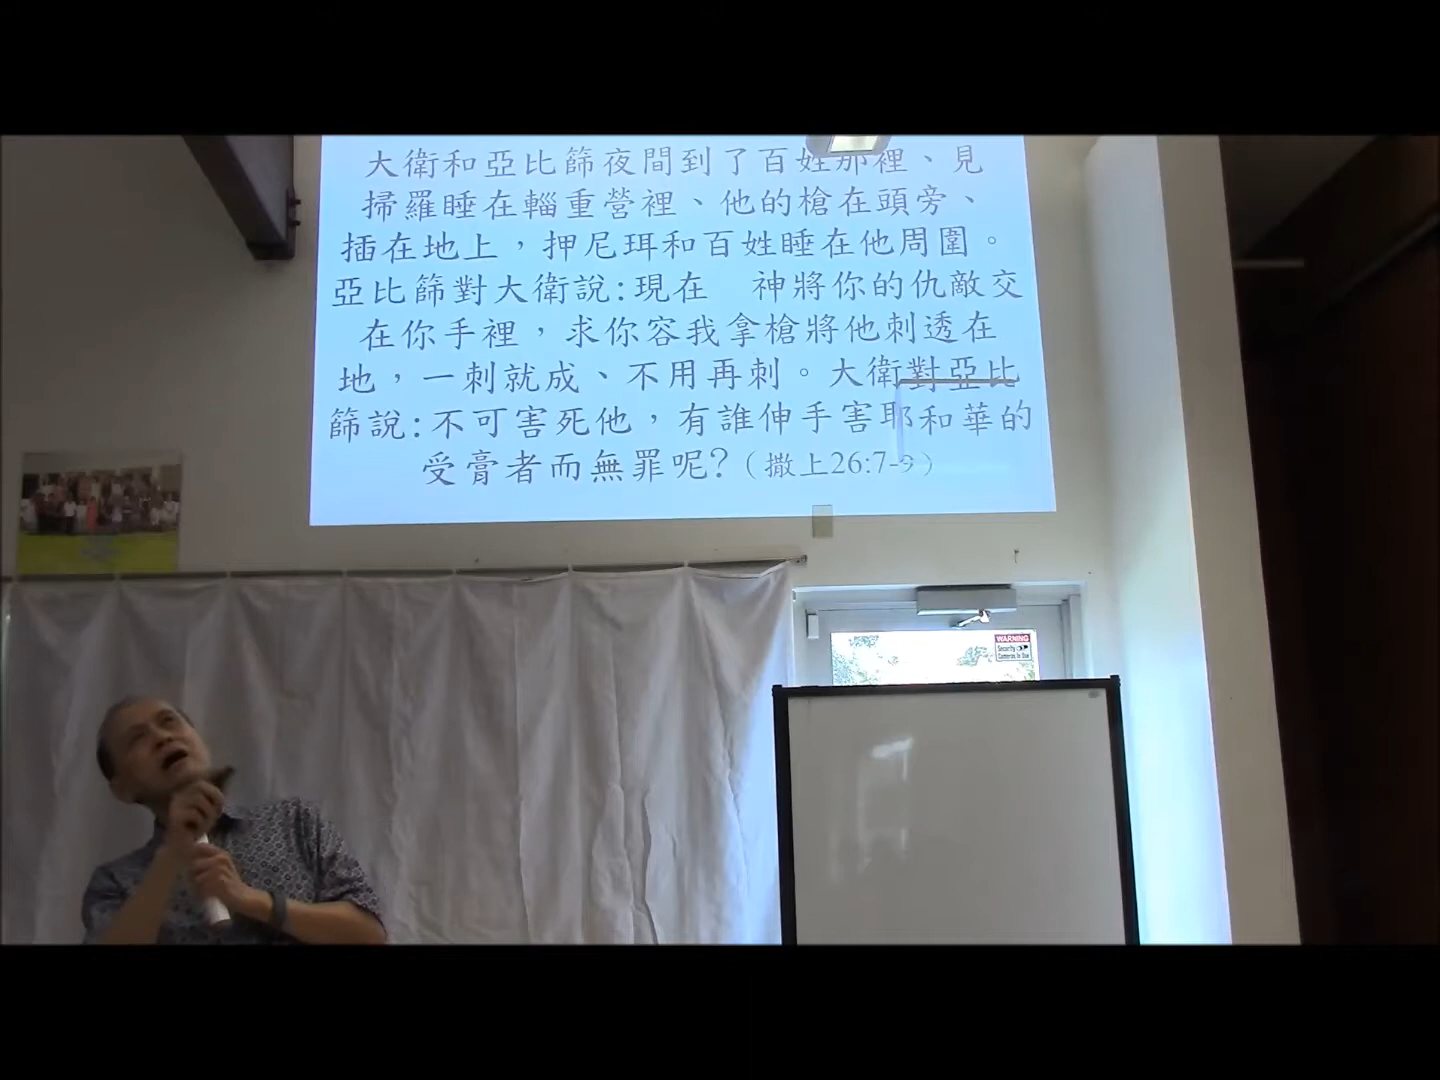 大衛和亞比篩夜間到了百姓那裡、見
掃羅睡在輜重營裡、他的槍在頭旁、
插在地上，押尼珥和百姓睡在他周圍。
亞比篩對大衛說:現在　神將你的仇敵交
在你手裡，求你容我拿槍將他刺透在
地，一刺就成、不用再刺。大衛對亞比
篩說:不可害死他，有誰伸手害耶和華的
受膏者而無罪呢?（撒上26:7-9）
WARNING
Security
Cameras In Use